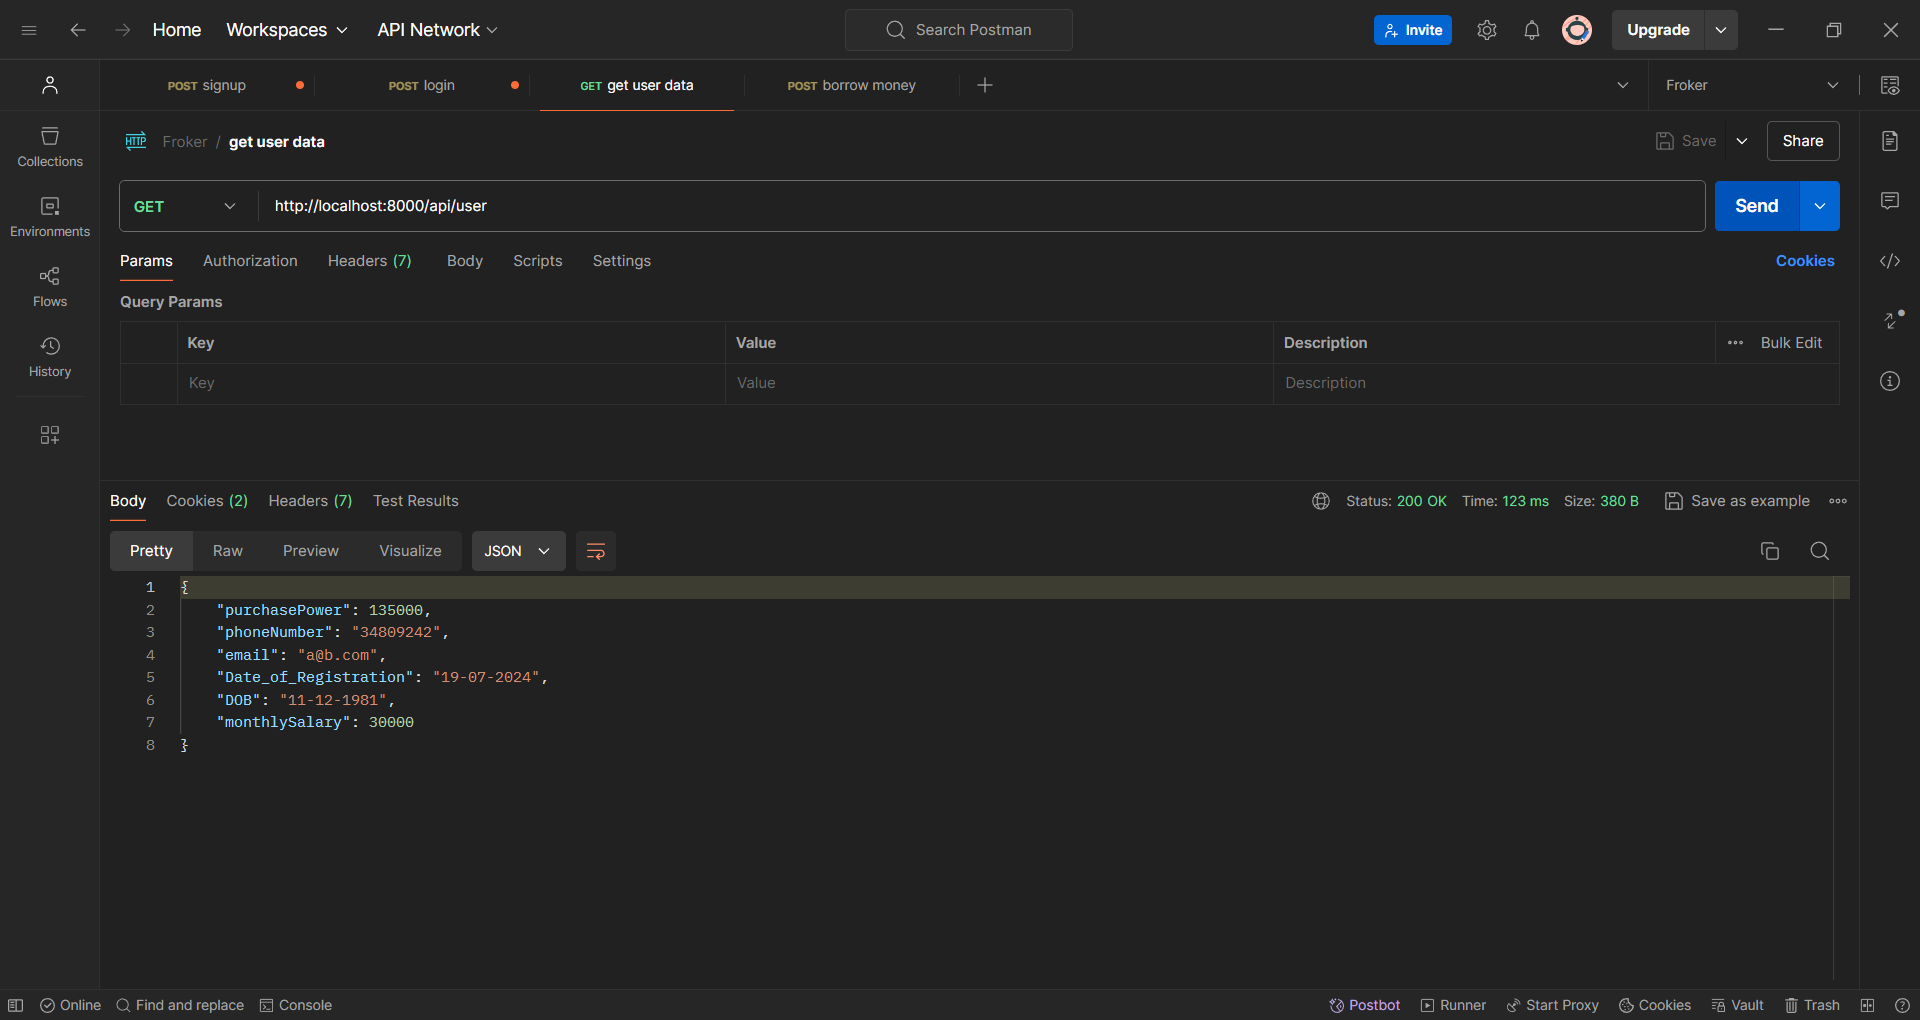 Home Workspaces API Network Search Postman Invite Upgrade
POST signup POST login GET get user data POST borrow money Froker
HTTP Froker / get user data Save Share
GET http://localhost:8000/api/user Send
Collections
Environments
Flows
History
Params Authorization Headers (7) Body Scripts Settings Cookies
Query Params
Key Value Description Bulk Edit
Key Value Description
Body Cookies (2) Headers (7) Test Results Status: 200 OK Time: 123 ms Size: 380 B Save as example
Pretty Raw Preview Visualize JSON
1 {
2 "purchasePower": 135000,
3 "phoneNumber": "34809242",
4 "email": "a@b.com",
5 "Date_of_Registration": "19-07-2024",
6 "DOB": "11-12-1981",
7 "monthlySalary": 30000
8 }
Online Find and replace Console Postbot Runner Start Proxy Cookies Vault Trash